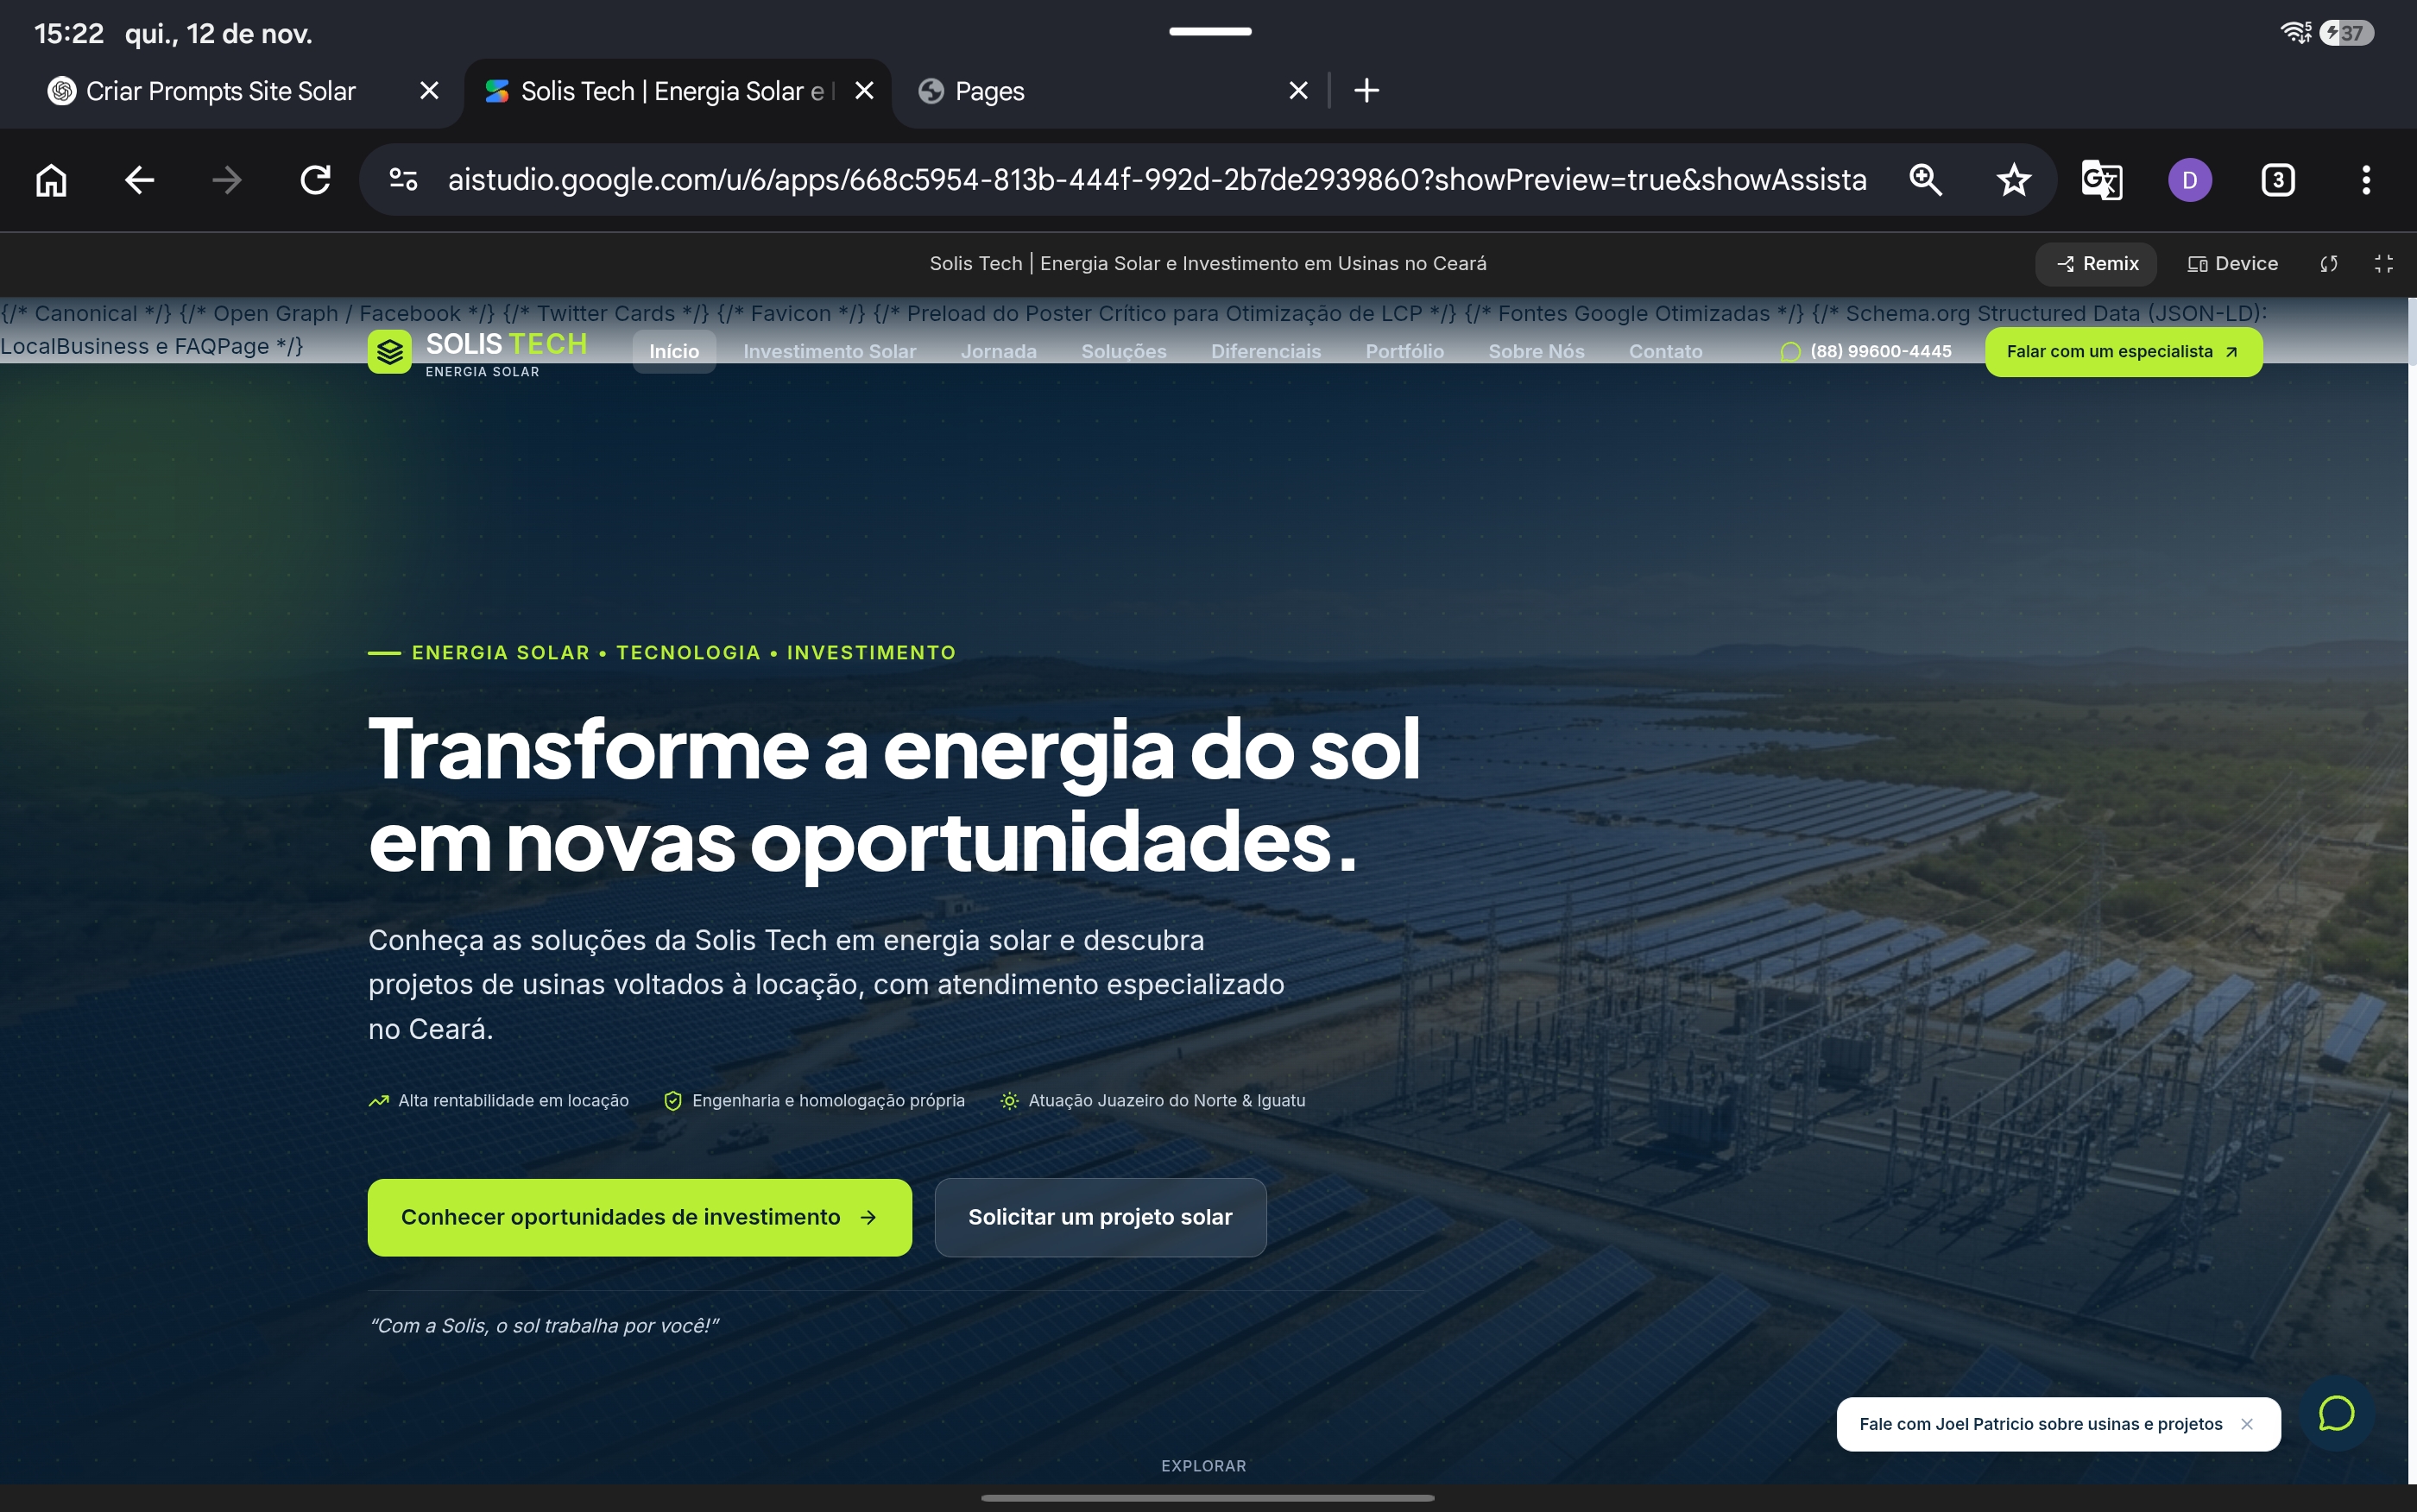 15:22 qui., 12 de nov.
5 37
Criar Prompts Site Solar
Solis Tech | Energia Solar e
Pages
aistudio.google.com/u/6/apps/668c5954-813b-444f-992d-2b7de2939860?showPreview=true&showAssista
D
3
Solis Tech | Energia Solar e Investimento em Usinas no Ceará
Remix
Device
{/* Canonical */} {/* Open Graph / Facebook */} {/* Twitter Cards */} {/* Favicon */} {/* Preload do Poster Crítico para Otimização de LCP */} {/* Fontes Google Otimizadas */} {/* Schema.org Structured Data (JSON-LD):
LocalBusiness e FAQPage */}
SOLIS TECH
ENERGIA SOLAR
Início Investimento Solar Jornada Soluções Diferenciais Portfólio Sobre Nós Contato
(88) 99600-4445
Falar com um especialista
ENERGIA SOLAR • TECNOLOGIA • INVESTIMENTO
Transforme a energia do sol
em novas oportunidades.
Conheça as soluções da Solis Tech em energia solar e descubra
projetos de usinas voltados à locação, com atendimento especializado
no Ceará.
Alta rentabilidade em locação Engenharia e homologação própria Atuação Juazeiro do Norte & Iguatu
Conhecer oportunidades de investimento
Solicitar um projeto solar
“Com a Solis, o sol trabalha por você!”
Fale com Joel Patricio sobre usinas e projetos
EXPLORAR